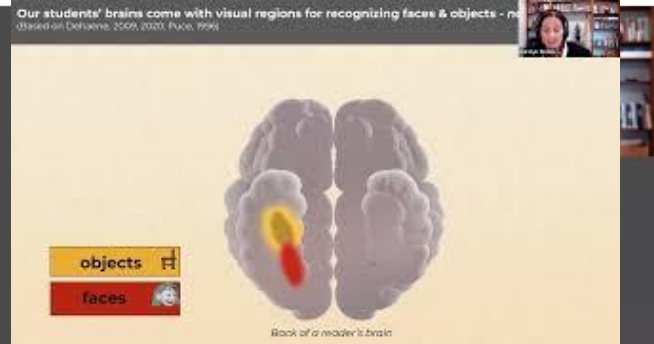 Our students' brains come with visual regions for recognizing faces & objects -
(Based on Dehaene, 2009, 2020; Puce, 1996)
objects
faces
Back of a reader's brain